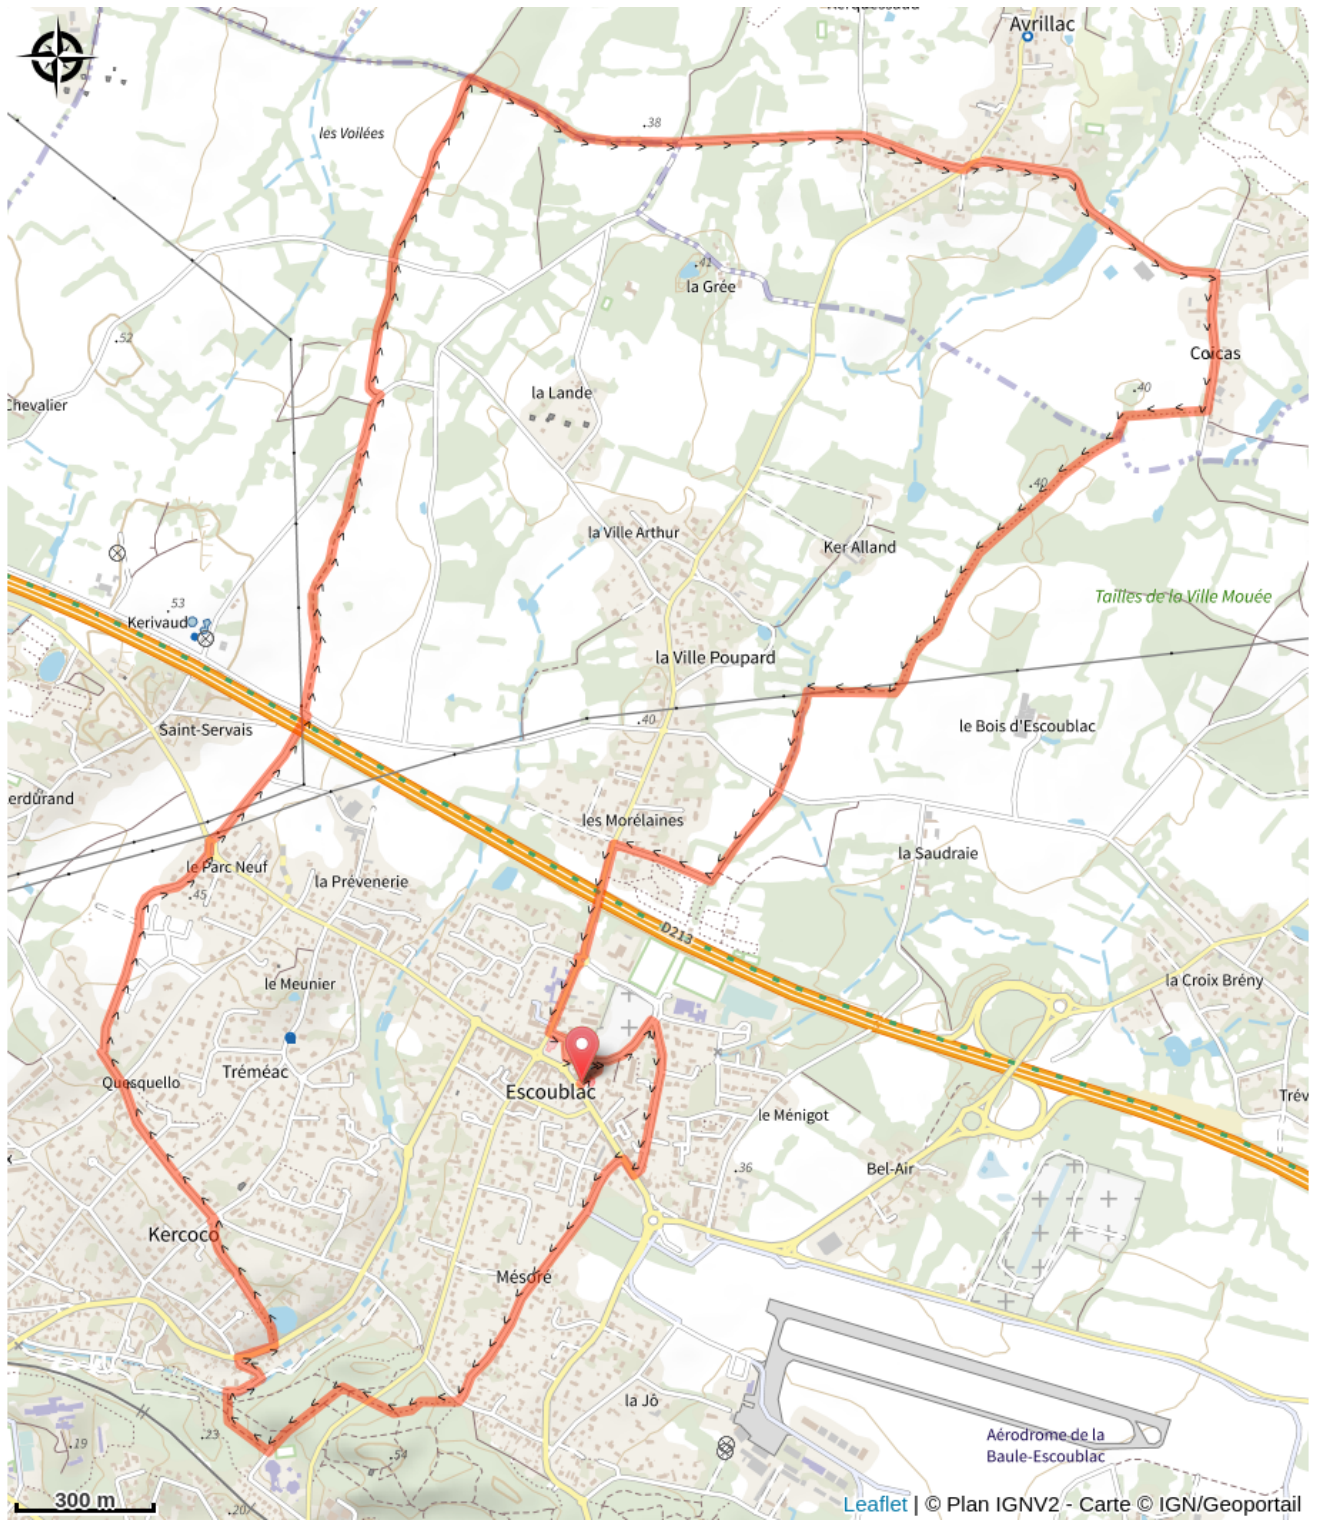 Avrillac
les Voilées
.38
.41
la Grée
.52
Coicas
.40
la Lande
Chevalier
.40
la Ville Arthur
Ker Alland
Tailles de la Ville Mouée
.53
Kerivaud
la Ville Poupard
.40
Saint-Servais
le Bois d'Escoublac
erdurand
les Morélaines
la Saudraie
le Parc Neuf
la Prévenerie
.45
D213
le Meunier
la Croix Brény
Quesquello
Tréméac
Escoublac
Trév
le Ménigot
.36
Bel-Air
Kercoco
Mésoré
la Jô
.23
.19
.54
Aérodrome de la
Baule-Escoublac
.20
300 m
Leaflet | © Plan IGNV2 - Carte © IGN/Geoportail